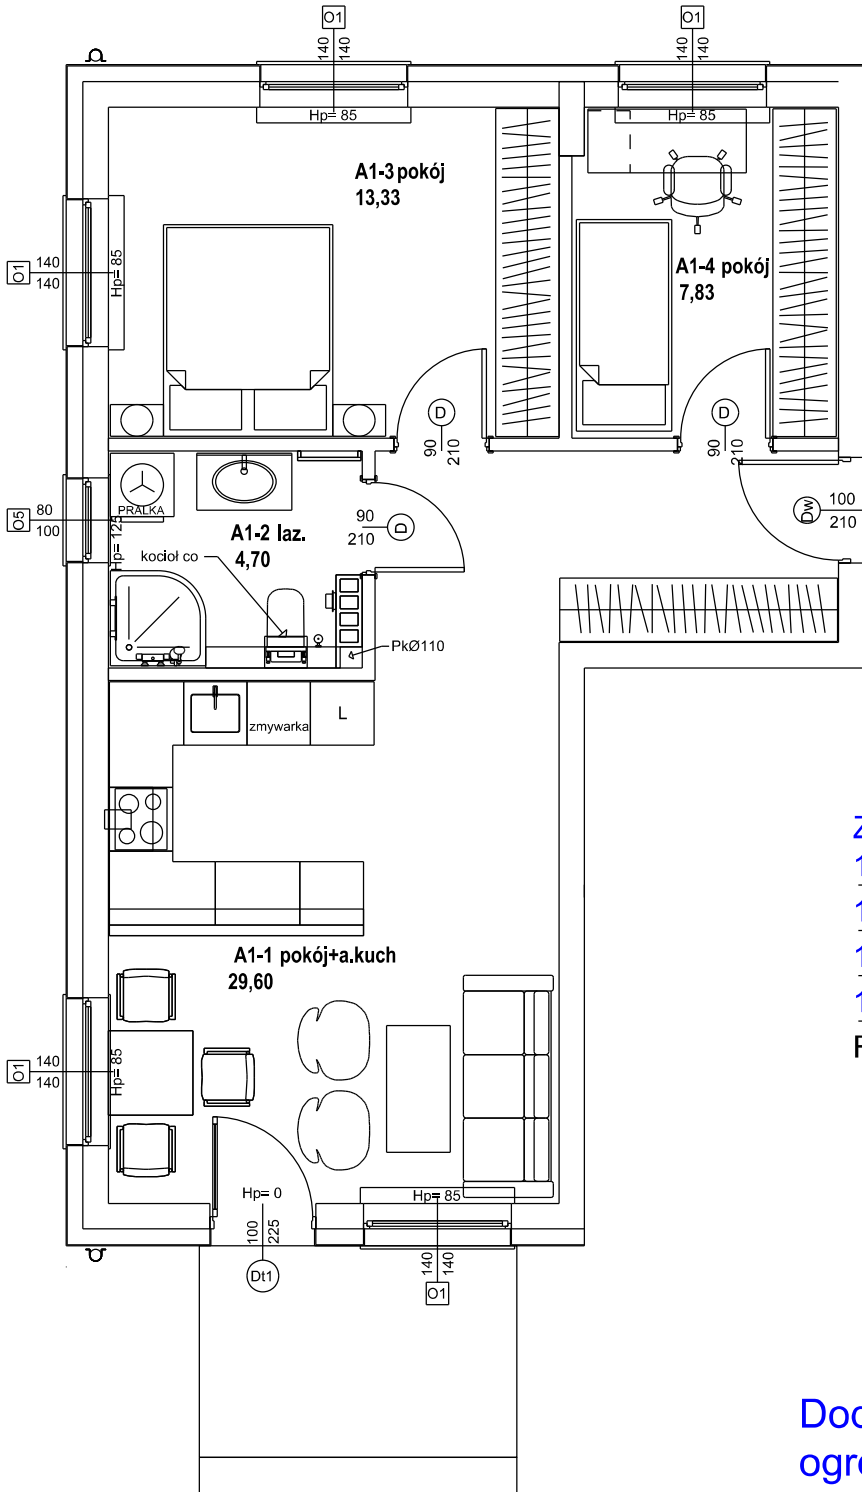 O1
140
140
O1
140
140
Hp= 85
Hp= 85
A1-3 pokój
13,33
A1-4 pokój
7,83
O1
140
140
Hp= 85
D
90
210
D
90
210
O5
80
100
Hp= 125
PRALKA
A1-2 łaz.
4,70
90
210
D
Dw
100
210
kocioł co
PkØ110
zmywarka
L
A1-1 pokój+a.kuch
29,60
O1
140
140
Hp= 85
Hp= 0
Hp= 85
100
225
Dt1
140
140
O1